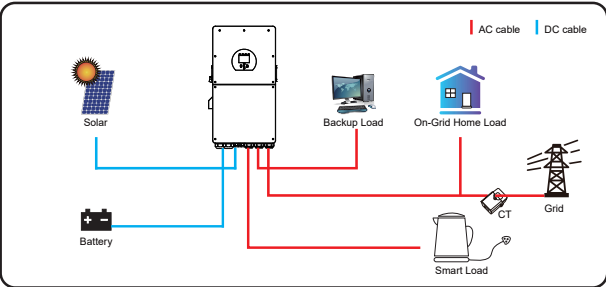 AC cable
DC cable
Solar
Backup Load
On-Grid Home Load
CT
Grid
Battery
Smart Load